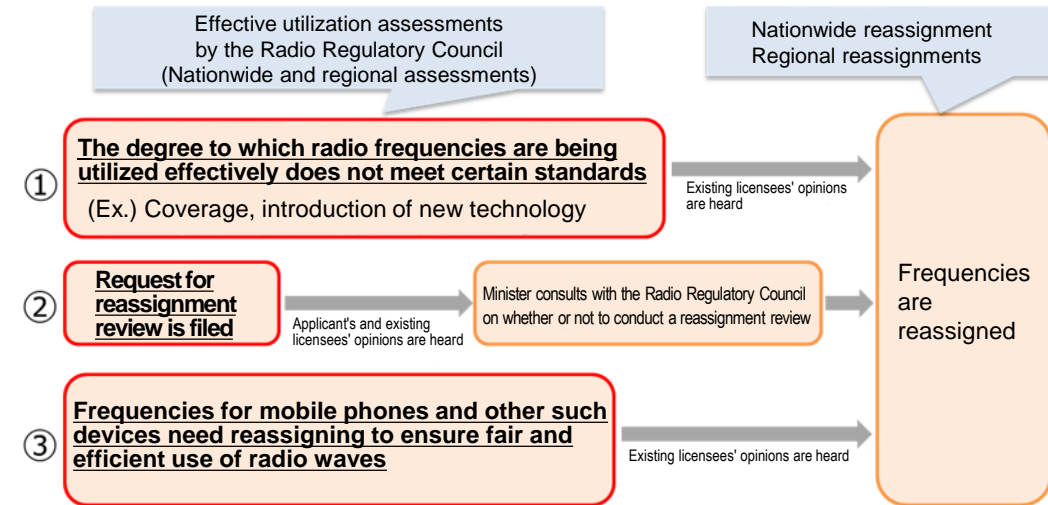 Effective utilization assessments
by the Radio Regulatory Council
(Nationwide and regional assessments)
Nationwide reassignment
Regional reassignments
①
The degree to which radio frequencies are being
utilized effectively does not meet certain standards
(Ex.) Coverage, introduction of new technology
Existing licensees' opinions
are heard
②
Request for
reassignment
review is filed
Applicant's and existing
licensees' opinions are heard
Minister consults with the Radio Regulatory Council
on whether or not to conduct a reassignment review
③
Frequencies for mobile phones and other such
devices need reassigning to ensure fair and
efficient use of radio waves
Existing licensees' opinions are heard
Frequencies
are
reassigned